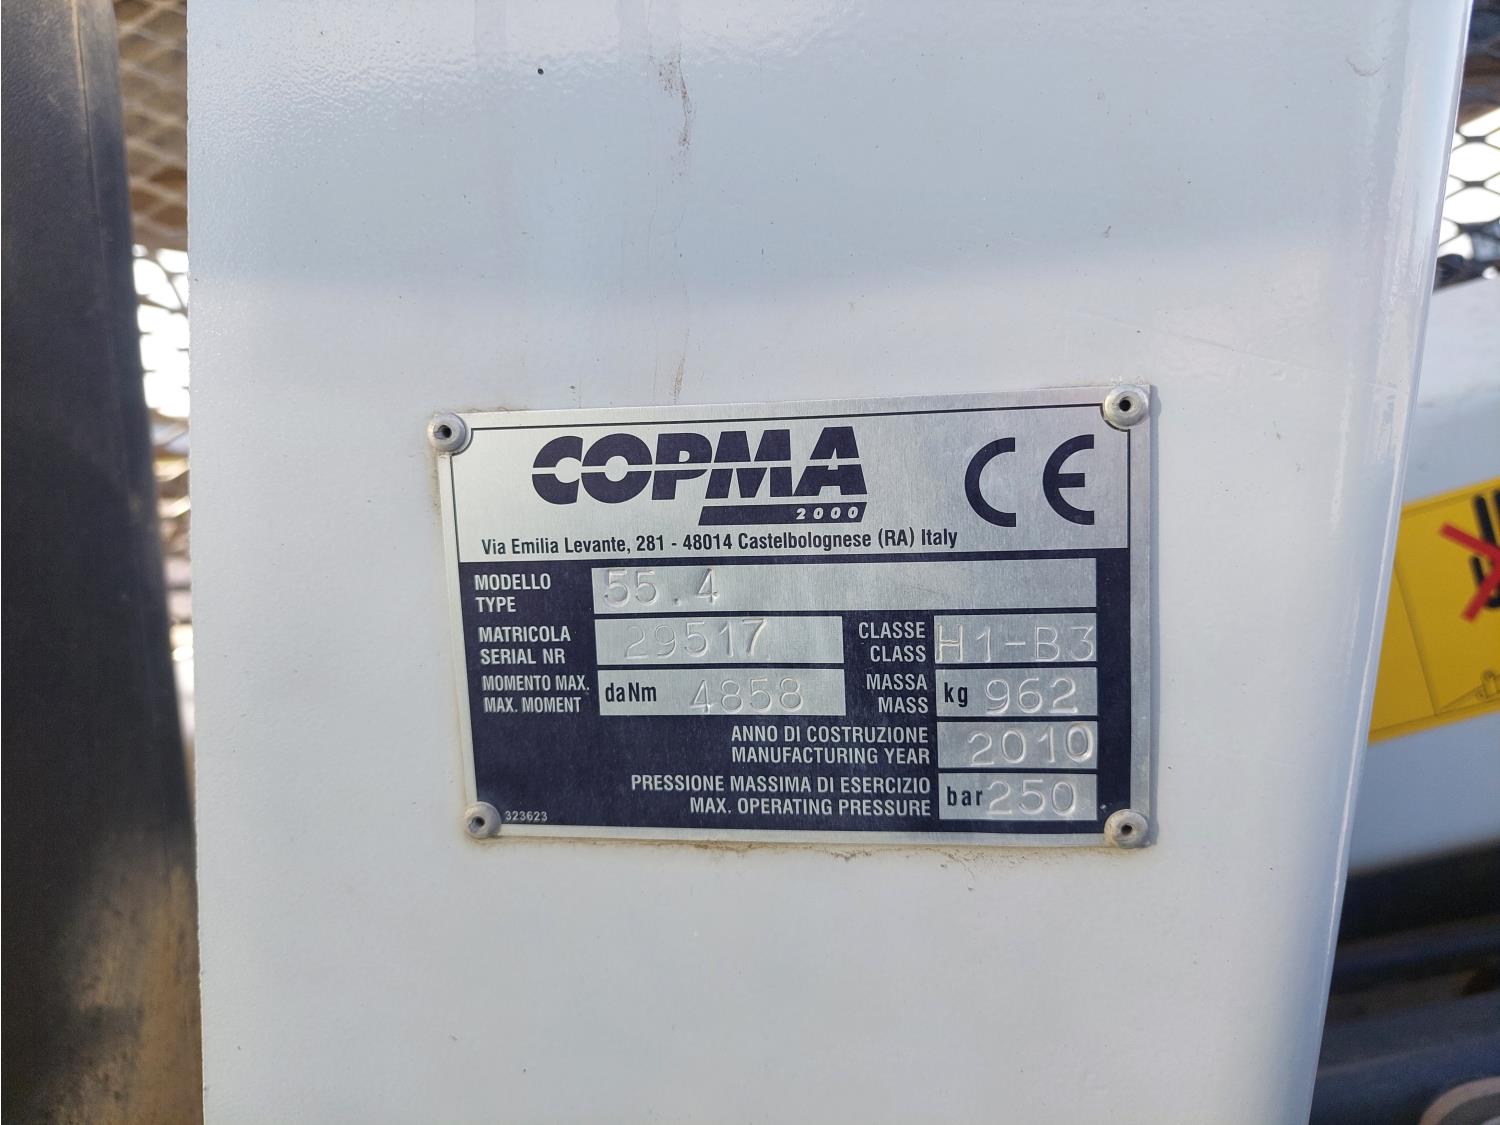 COPMA
2000
CE
Via Emilia Levante, 281 - 48014 Castelbolognese (RA) Italy
MODELLO
TYPE
55.4
MATRICOLA
SERIAL NR
29517
CLASSE
CLASS
H1-B3
MOMENTO MAX.
MAX. MOMENT
daNm 4858
MASSA
MASS
kg 962
ANNO DI COSTRUZIONE
MANUFACTURING YEAR
2010
PRESSIONE MASSIMA DI ESERCIZIO
MAX. OPERATING PRESSURE
bar 250
323623